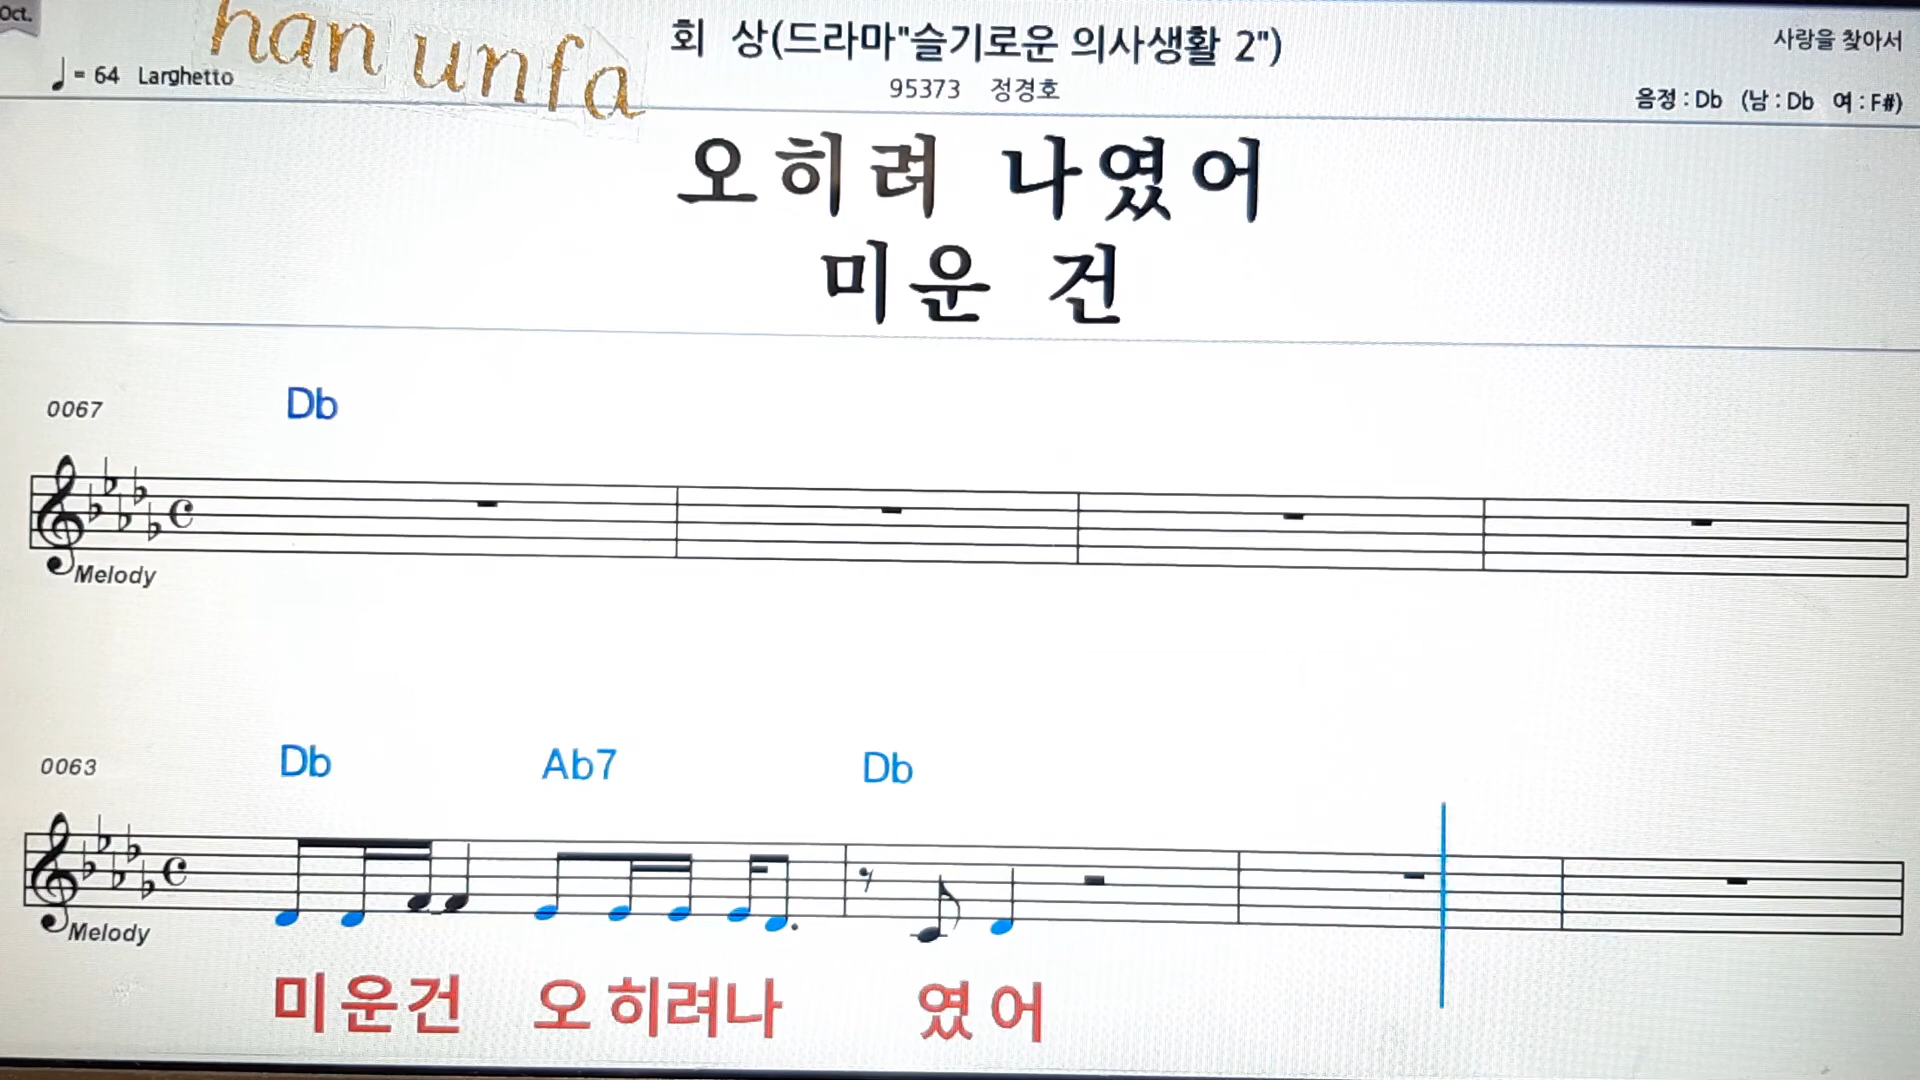 Oct.
han unfa
회 상(드라마"슬기로운 의사생활 2")
사랑을 찾아서
= 64 Larghetto
95373 정경호
음정 : Db (남 : Db 여 : F#)
오히려 나였어
미운 건
0067 Db
Melody
0063 Db Ab7 Db
Melody
미운건 오히려나 였어